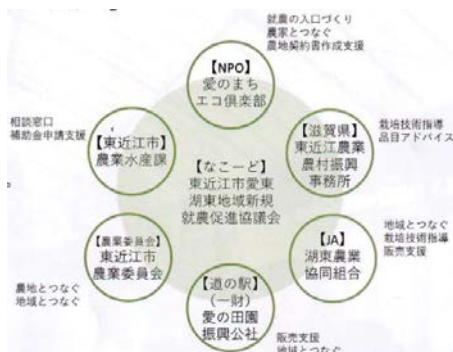 就農の入口づくり
農家とつなぐ
農地契約書作成支援
【NPO】
愛のまち
エコ倶楽部
相談窓口
補助金申請支援
【東近江市】
農業水産課
【滋賀県】
東近江農業
農村振興
事務所
栽培技術指導
品目アドバイス
【なこーど】
東近江市愛東
湖東地域新規
就農促進協議会
【農業委員会】
東近江市
農業委員会
農地とつなぐ
地域とつなぐ
【JA】
湖東農業
協同組合
地域とつなぐ
栽培技術指導
販売支援
【道の駅】
（一財）
愛の田園
振興公社
販売支援
地域とつなぐ